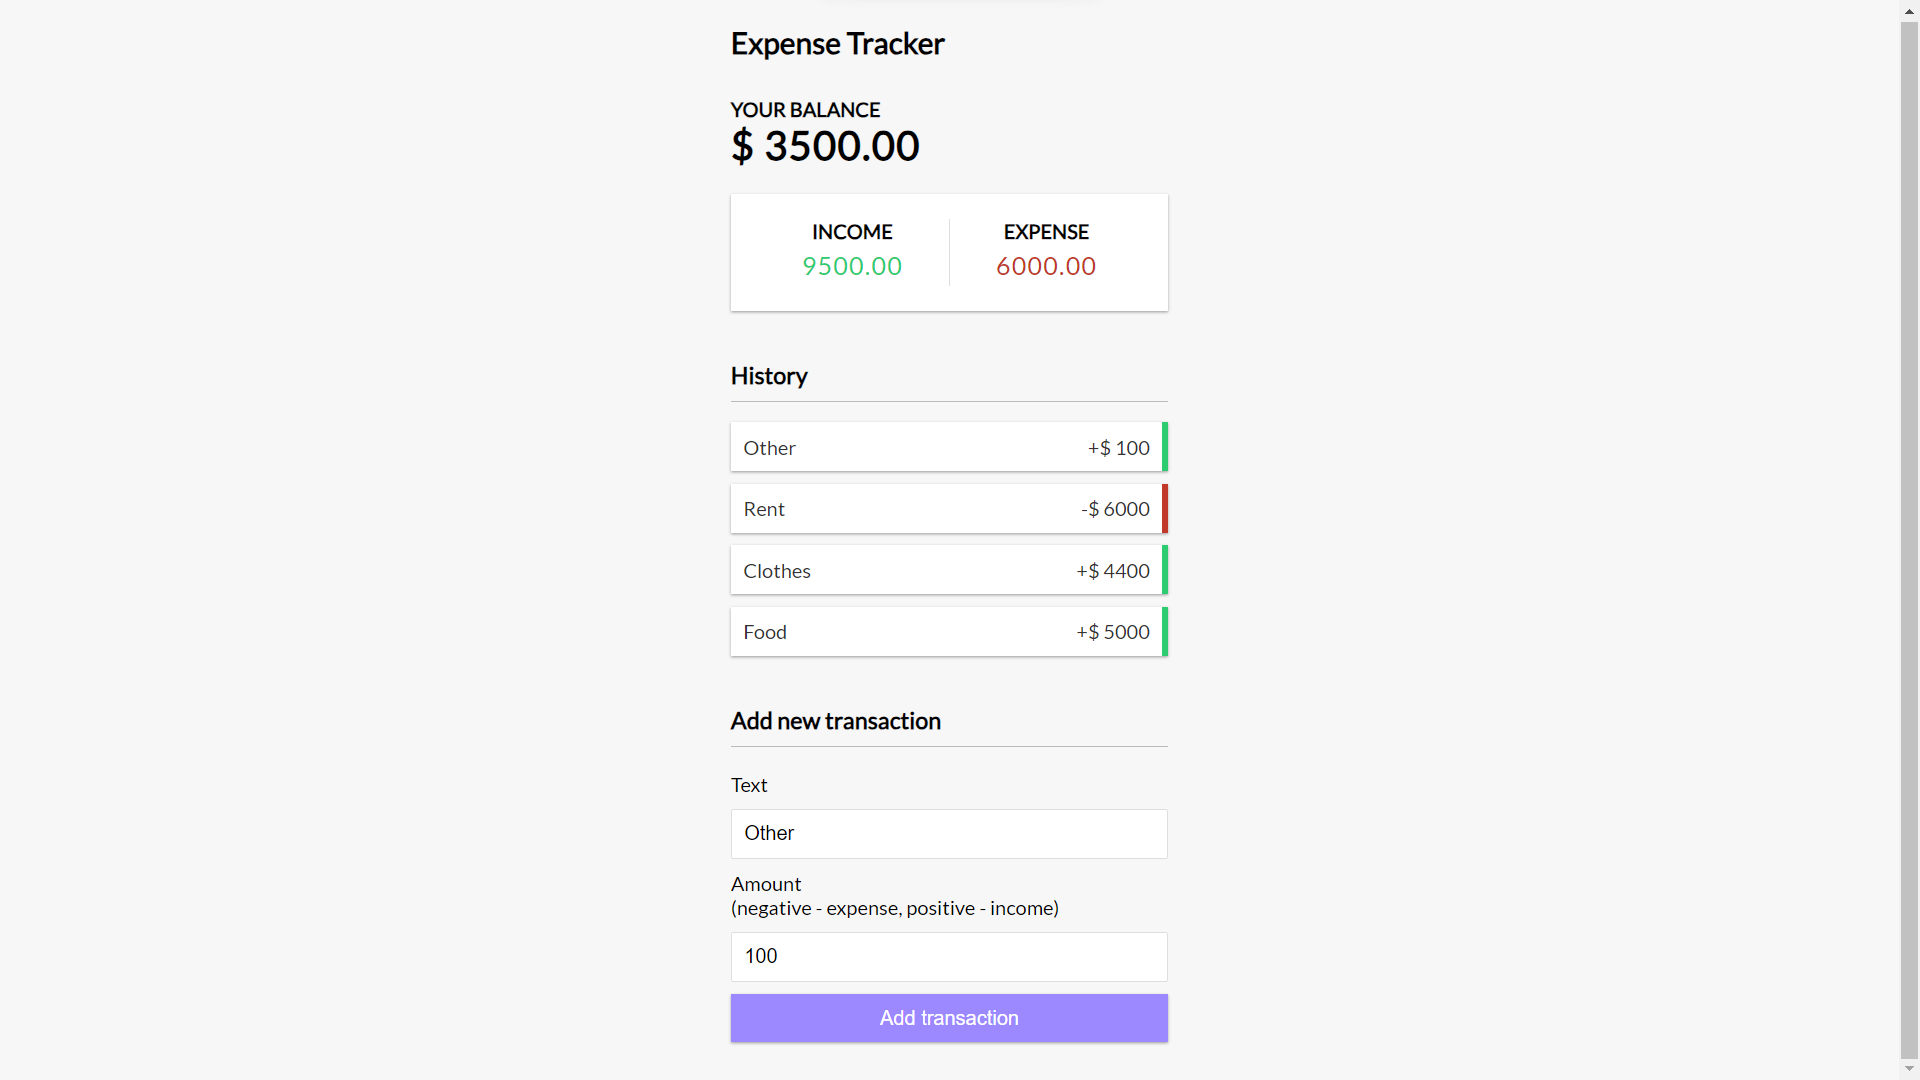 Expense Tracker
YOUR BALANCE
$ 3500.00
INCOME EXPENSE
9500.00 6000.00
History
Other +$ 100
Rent -$ 6000
Clothes +$ 4400
Food +$ 5000
Add new transaction
Text
Other
Amount
(negative - expense, positive - income)
100
Add transaction